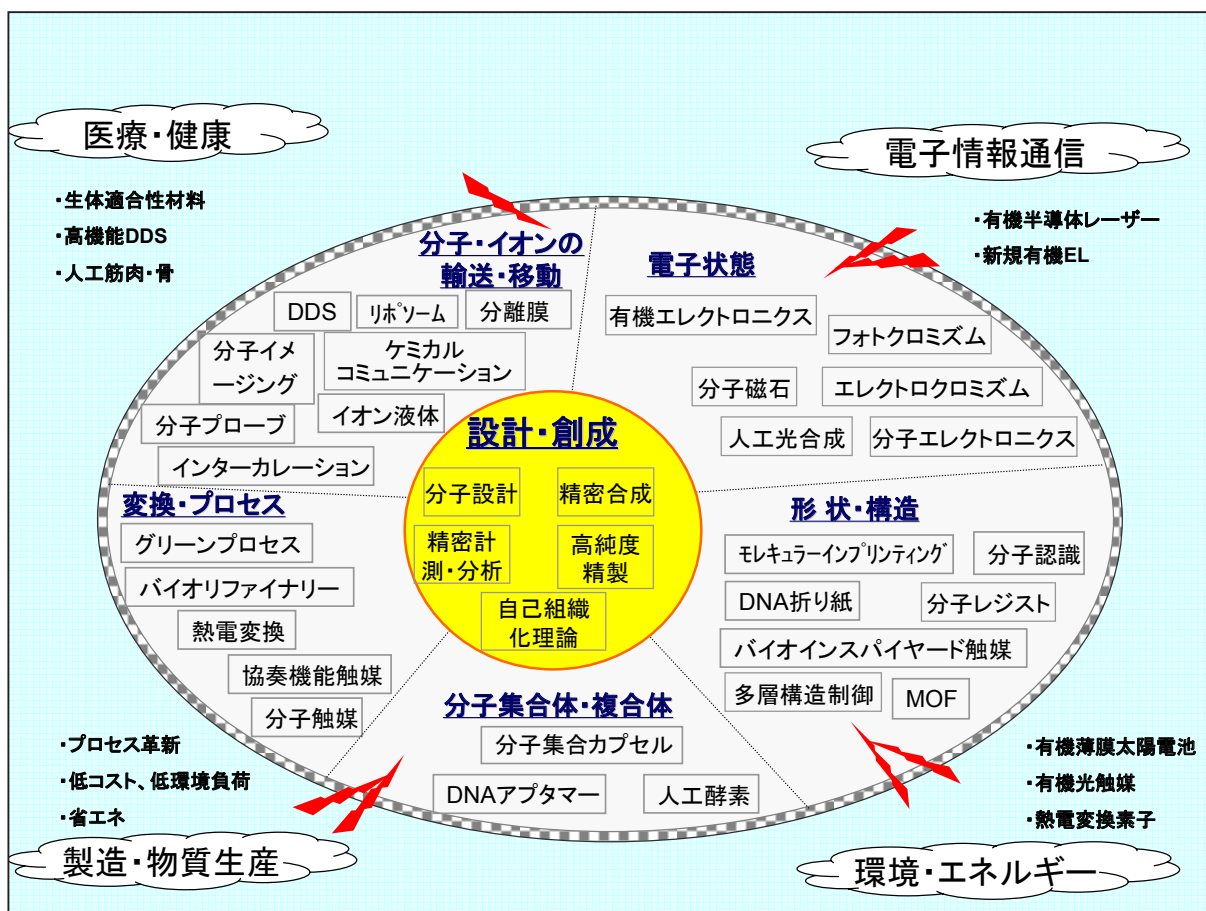 医療・健康
・生体適合性材料
・高機能DDS
・人工筋肉・骨
電子情報通信
・有機半導体レーザー
・新規有機EL
分子・イオンの
輸送・移動
DDS
リポソーム
分離膜
分子イメ
ージング
ケミカル
コミュニケーション
分子プローブ
イオン液体
インターカレーション
電子状態
有機エレクトロニクス
フォトクロミズム
分子磁石
エレクトロクロミズム
人工光合成
分子エレクトロニクス
設計・創成
分子設計
精密合成
精密計
測・分析
高純度
精製
自己組織
化理論
変換・プロセス
グリーンプロセス
バイオリファイナリー
熱電変換
協奏機能触媒
分子触媒
形 状・構造
モレキュラーインプリンティング
分子認識
DNA折り紙
分子レジスト
バイオインスパイヤード触媒
多層構造制御
MOF
分子集合体・複合体
分子集合カプセル
DNAアプタマー
人工酵素
・プロセス革新
・低コスト、低環境負荷
・省エネ
製造・物質生産
・有機薄膜太陽電池
・有機光触媒
・熱電変換素子
環境・エネルギー